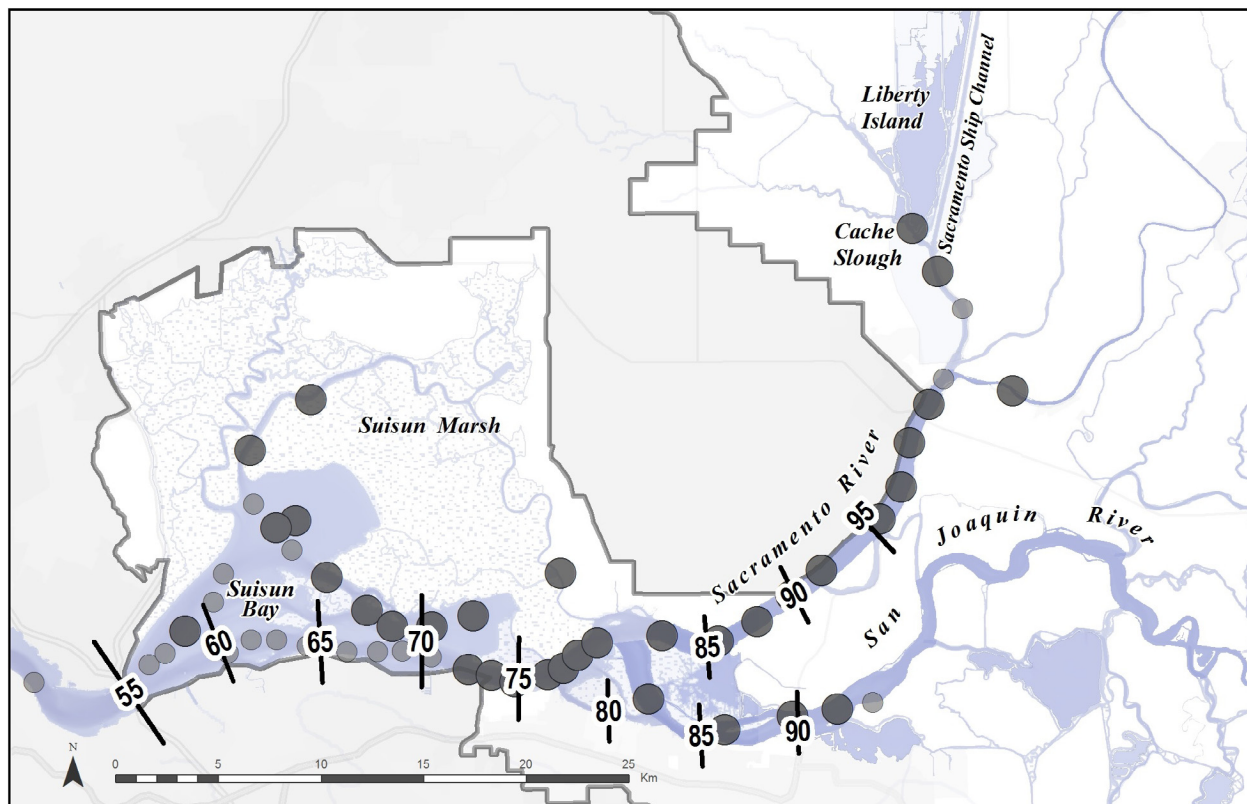 Liberty
Island
Sacramento Ship Channel
Cache
Slough
Suisun Marsh
Sacramento River
95
San Joaquin River
Suisun
Bay
90
60
65
70
85
55
75
80
85
90
N
0 5 10 15 20 25
Km